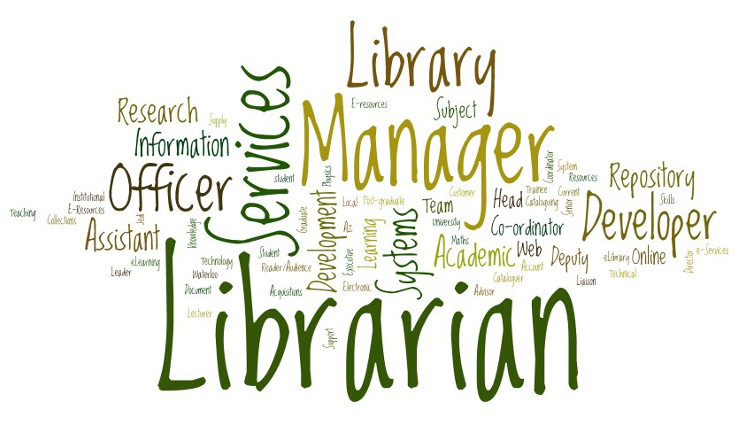 Library
E-resources
Subject
Manager
Services
Research
Supply
Information
Officer
Institutional
E-Resources
Collections
Teaching
Assistant
eLearning
Leader
Technology
Waterloo
Document
Lecturer
Knowledge
Student
Graduate
Physics
Student
Reader/Audience
Acquisitions
Development
Local
Post-graduate
Executive
Learning
Electronic
Support
Systems
Customer
Team
University
Maths
Academic
Head
Trainee
Cataloguing
Coordinator
System
Resources
Current
Senior
Co-ordinator
Web
Account
Cataloguer
Advisor
Deputy
Liaison
Repository
Skills
Developer
eLibrary
Online
Technical
Director
e-Services
Librarian